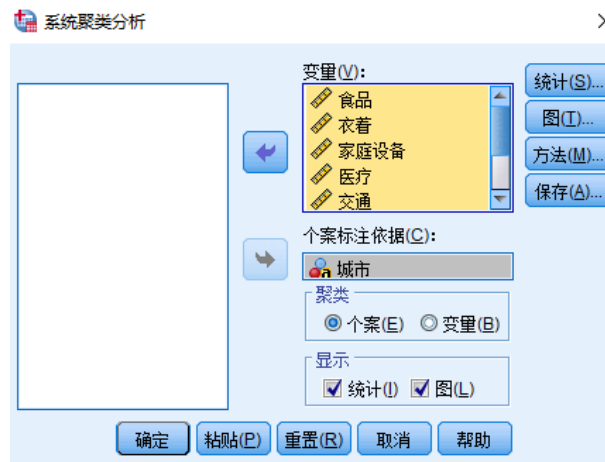 系统聚类分析
变量(V):
食品
衣着
家庭设备
医疗
交通
统计(S)...
图(T)...
方法(M)...
保存(A)...
个案标注依据(C):
城市
聚类
个案(E) 变量(B)
显示
统计(I) 图(L)
确定 粘贴(P) 重置(R) 取消 帮助